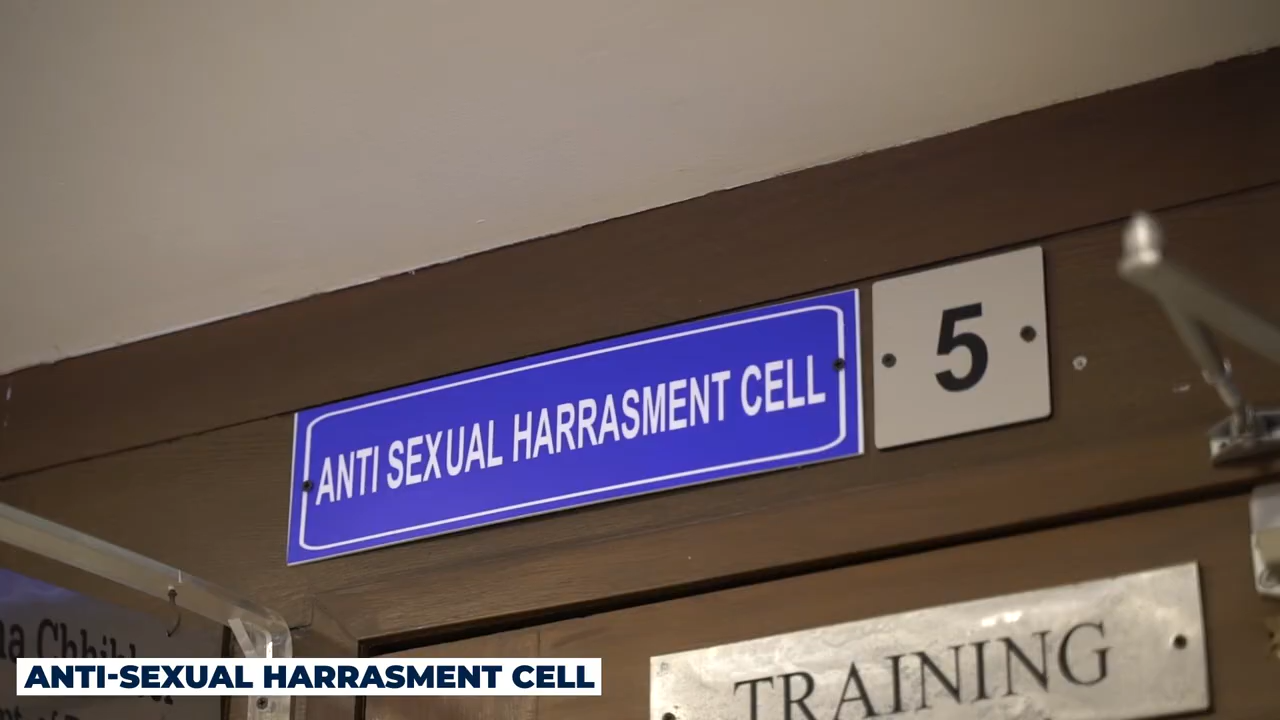 ANTI SEXUAL HARRASMENT CELL
5
TRAINING
ANTI-SEXUAL HARRASMENT CELL